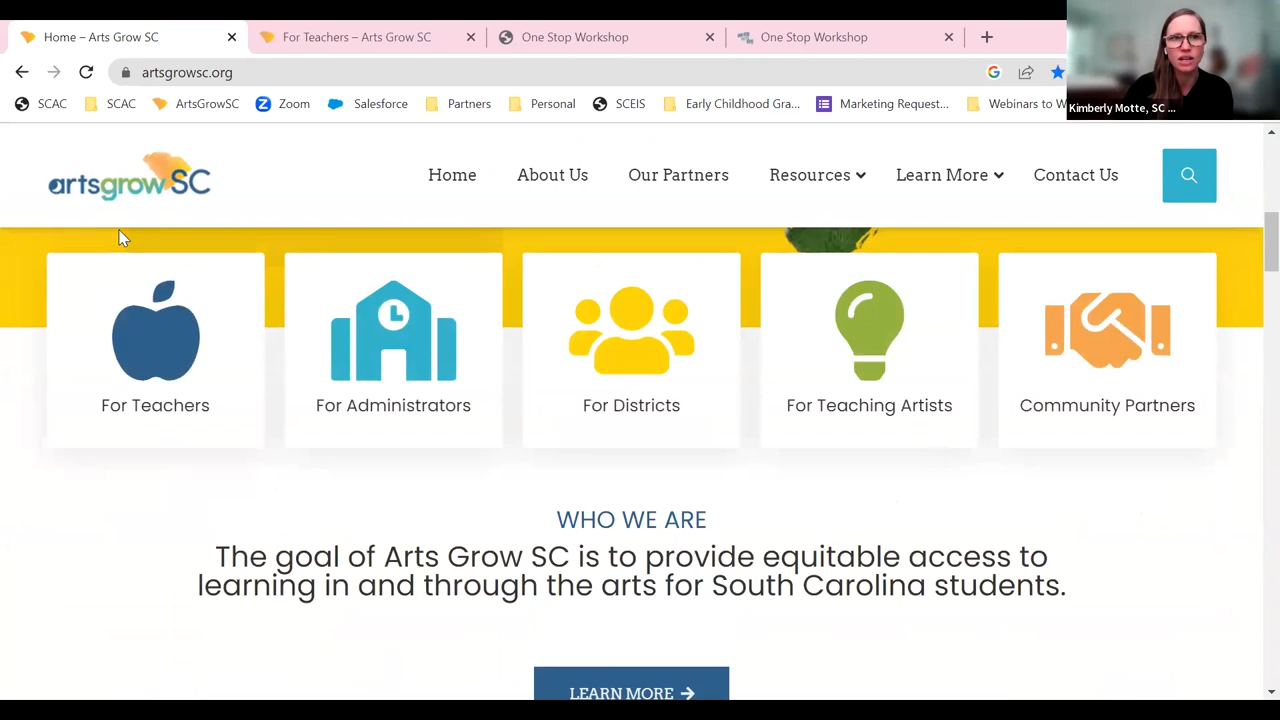 Home – Arts Grow SC
For Teachers – Arts Grow SC
One Stop Workshop
One Stop Workshop
artsgrowsc.org
SCAC
SCAC
ArtsGrowSC
Zoom
Salesforce
Partners
Personal
SCEIS
Early Childhood Gra...
Marketing Request...
Webinars to W
Kimberly Motte, SC ...
artsgrow SC
Home
About Us
Our Partners
Resources
Learn More
Contact Us
For Teachers
For Administrators
For Districts
For Teaching Artists
Community Partners
WHO WE ARE
The goal of Arts Grow SC is to provide equitable access to
learning in and through the arts for South Carolina students.
LEARN MORE